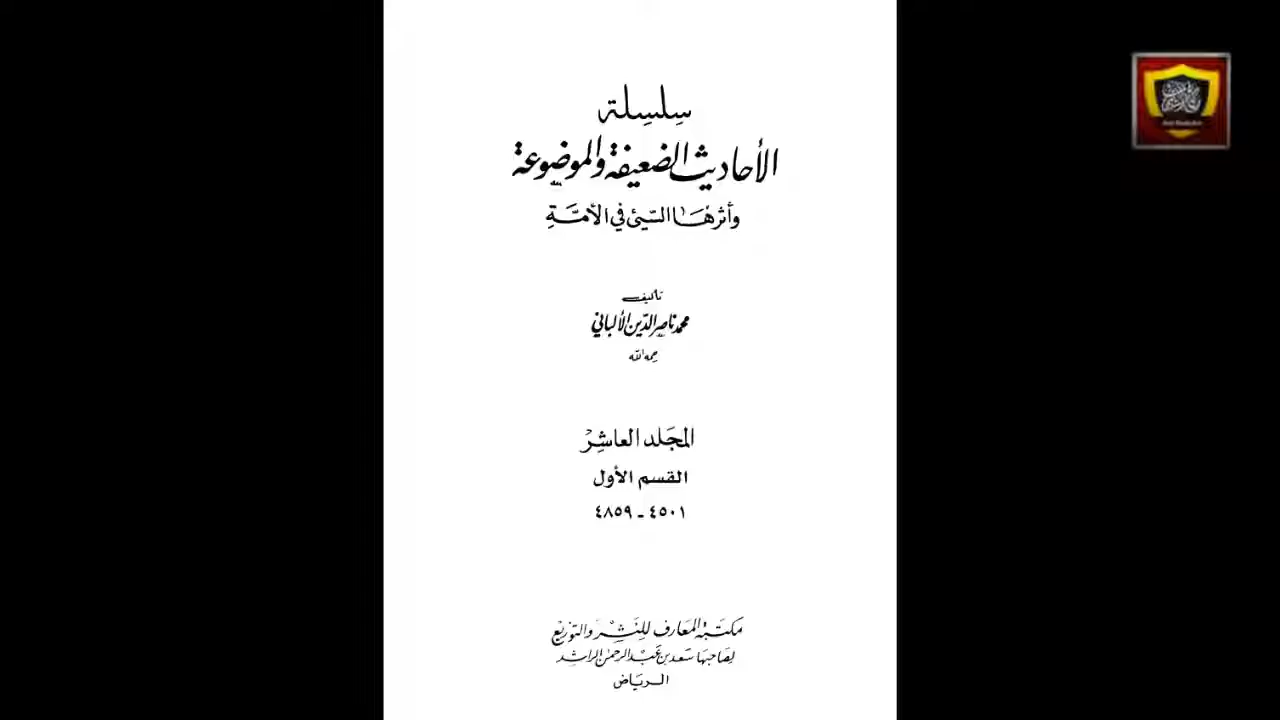 سلسلة
الأحاديث الضعيفة والموضوعة
وأثرها السيئ في الأمة
تأليف
محمد ناصر الدين الألباني
رحمه الله
المجلد العاشر
القسم الأول
٤٥٠١ - ٤٨٥٩
مكتبة المعارف للنشر والتوزيع
لصاحبها سعد بن عبد الرحمن الراشد
الرياض